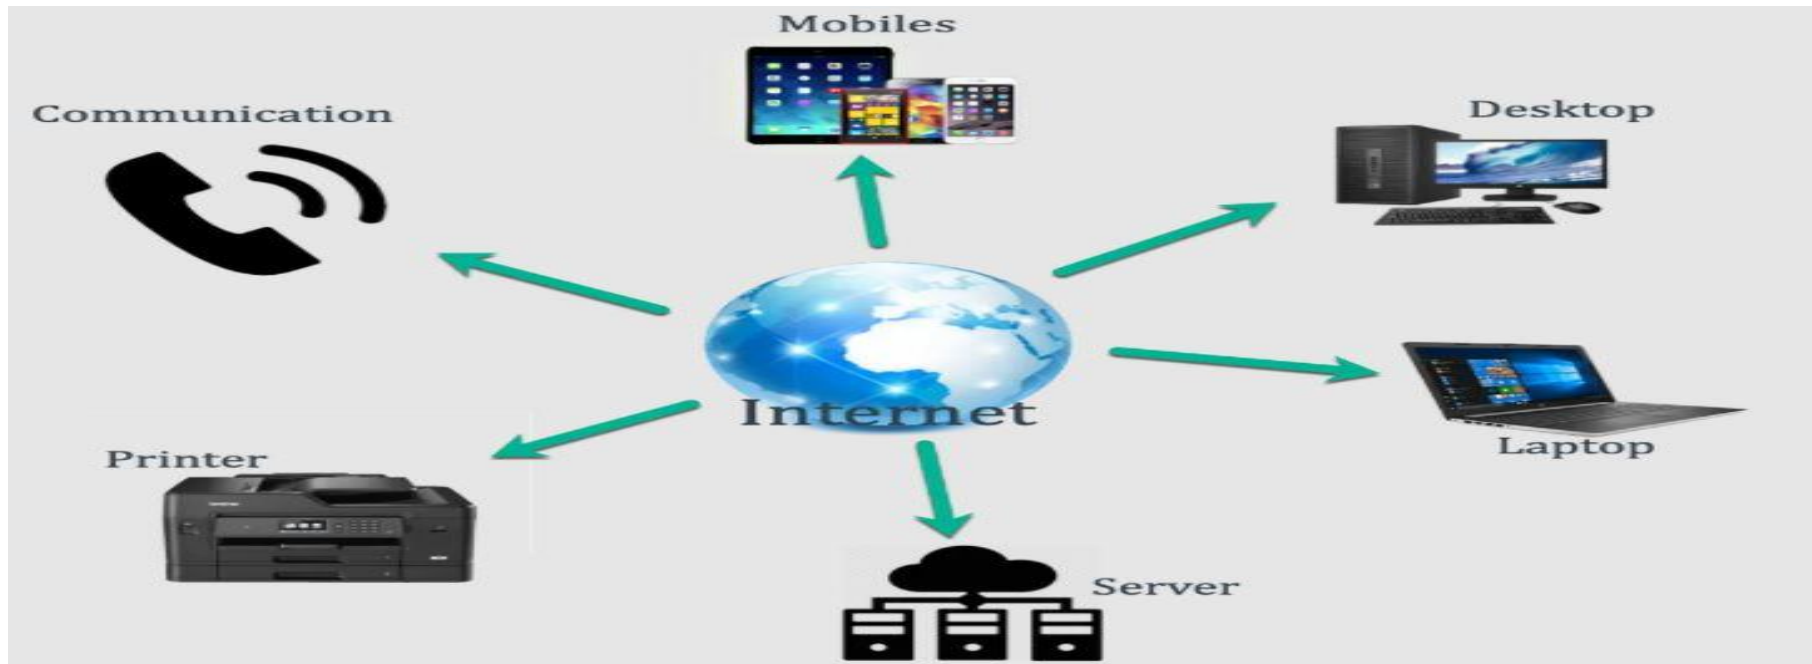 Mobiles
Communication
Desktop
Internet
Laptop
Printer
Server